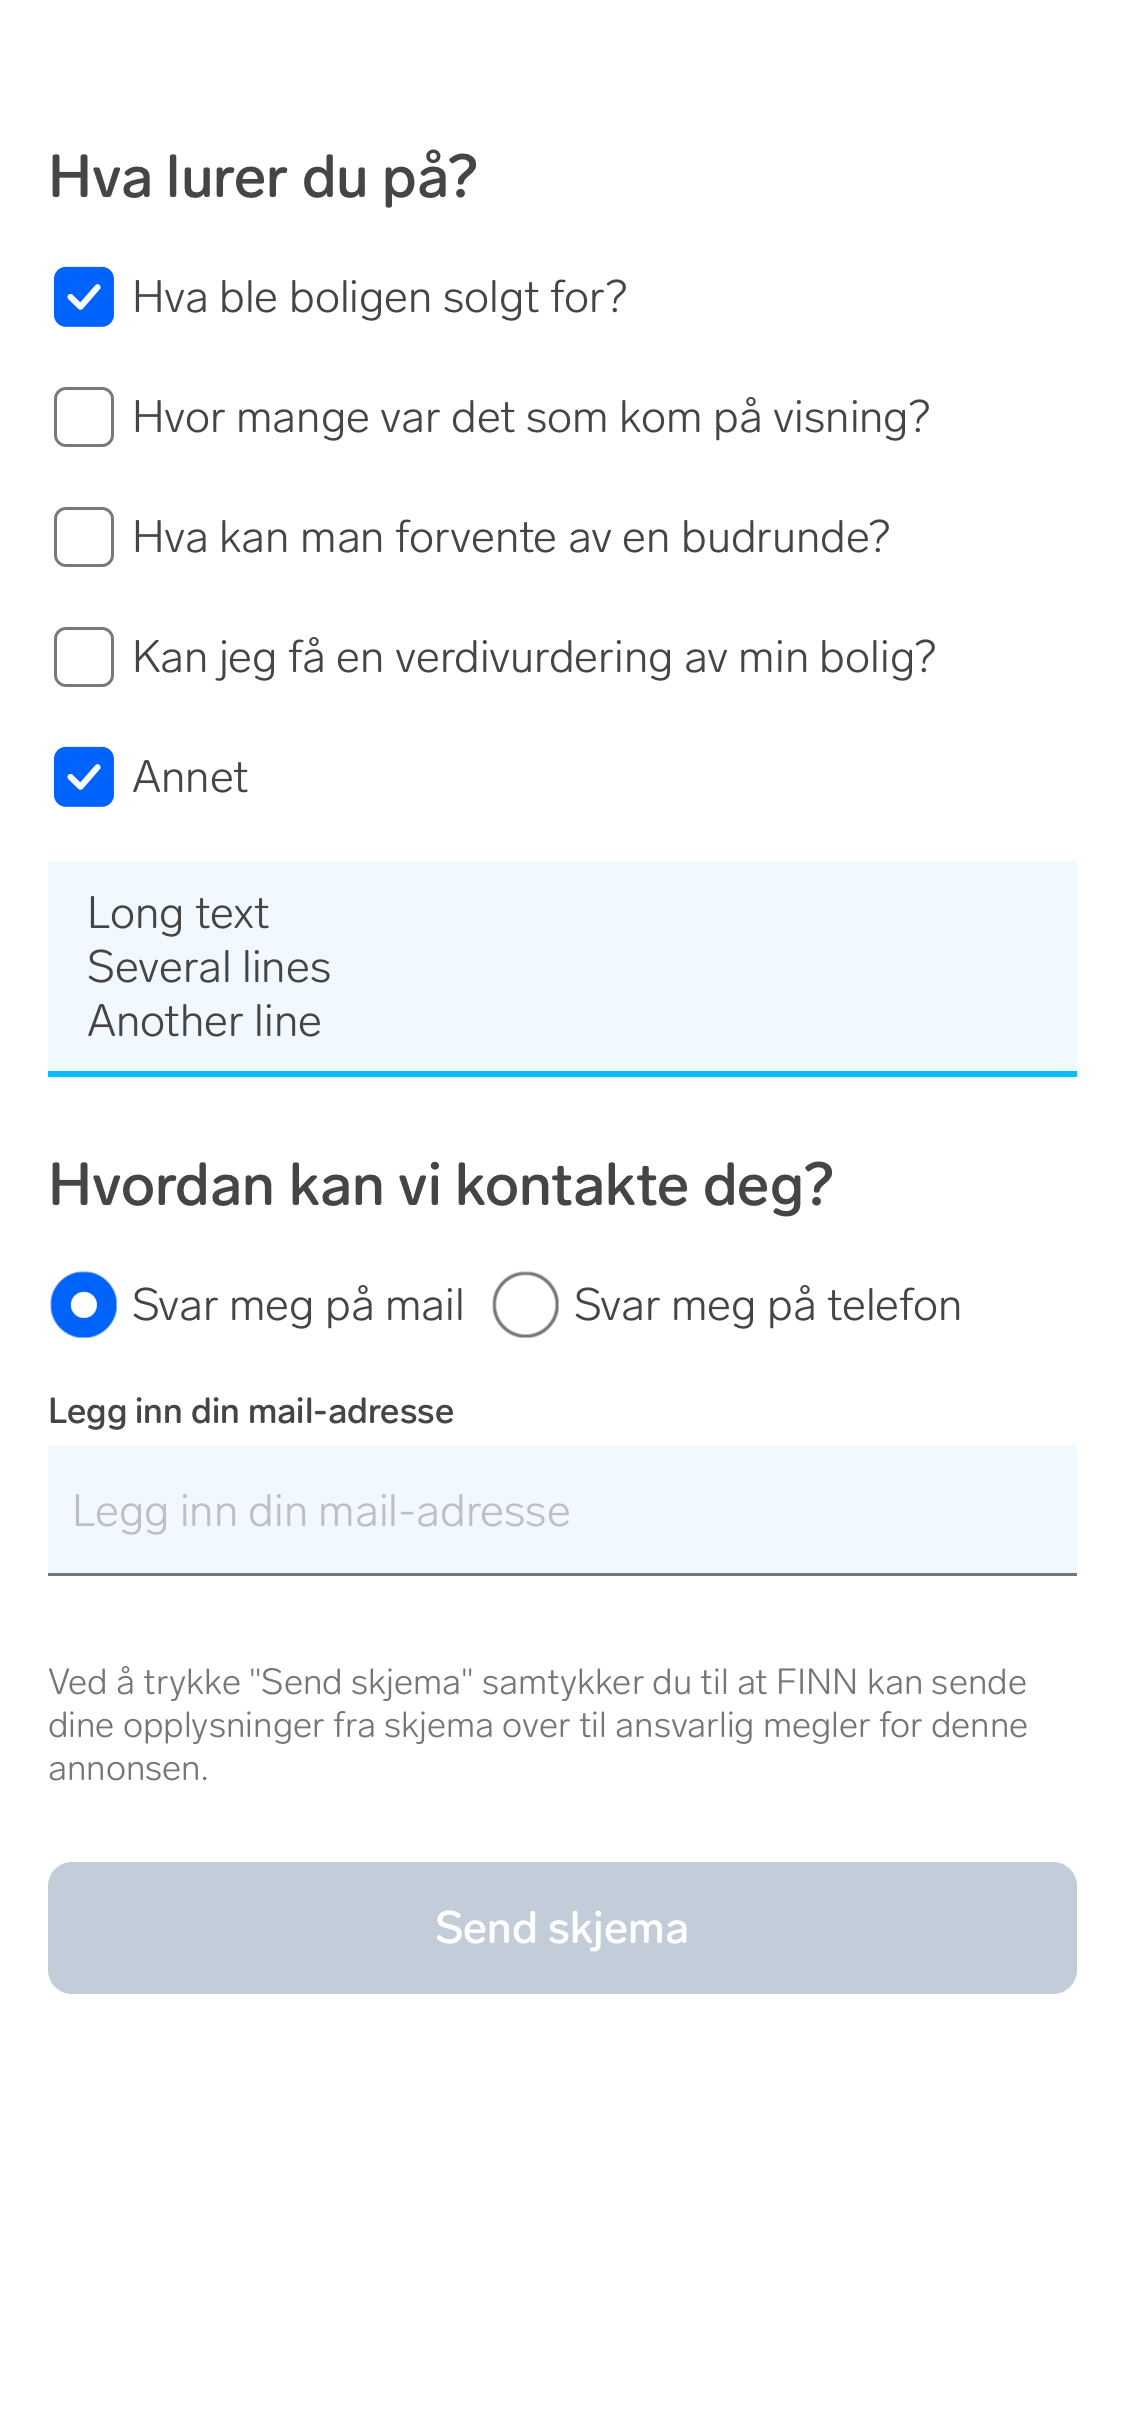 Hva lurer du på?
Hva ble boligen solgt for?
Hvor mange var det som kom på visning?
Hva kan man forvente av en budrunde?
Kan jeg få en verdivurdering av min bolig?
Annet
Long text
Several lines
Another line
Hvordan kan vi kontakte deg?
Svar meg på mail Svar meg på telefon
Legg inn din mail-adresse
Legg inn din mail-adresse
Ved å trykke "Send skjema" samtykker du til at FINN kan sende
dine opplysninger fra skjema over til ansvarlig megler for denne
annonsen.
Send skjema